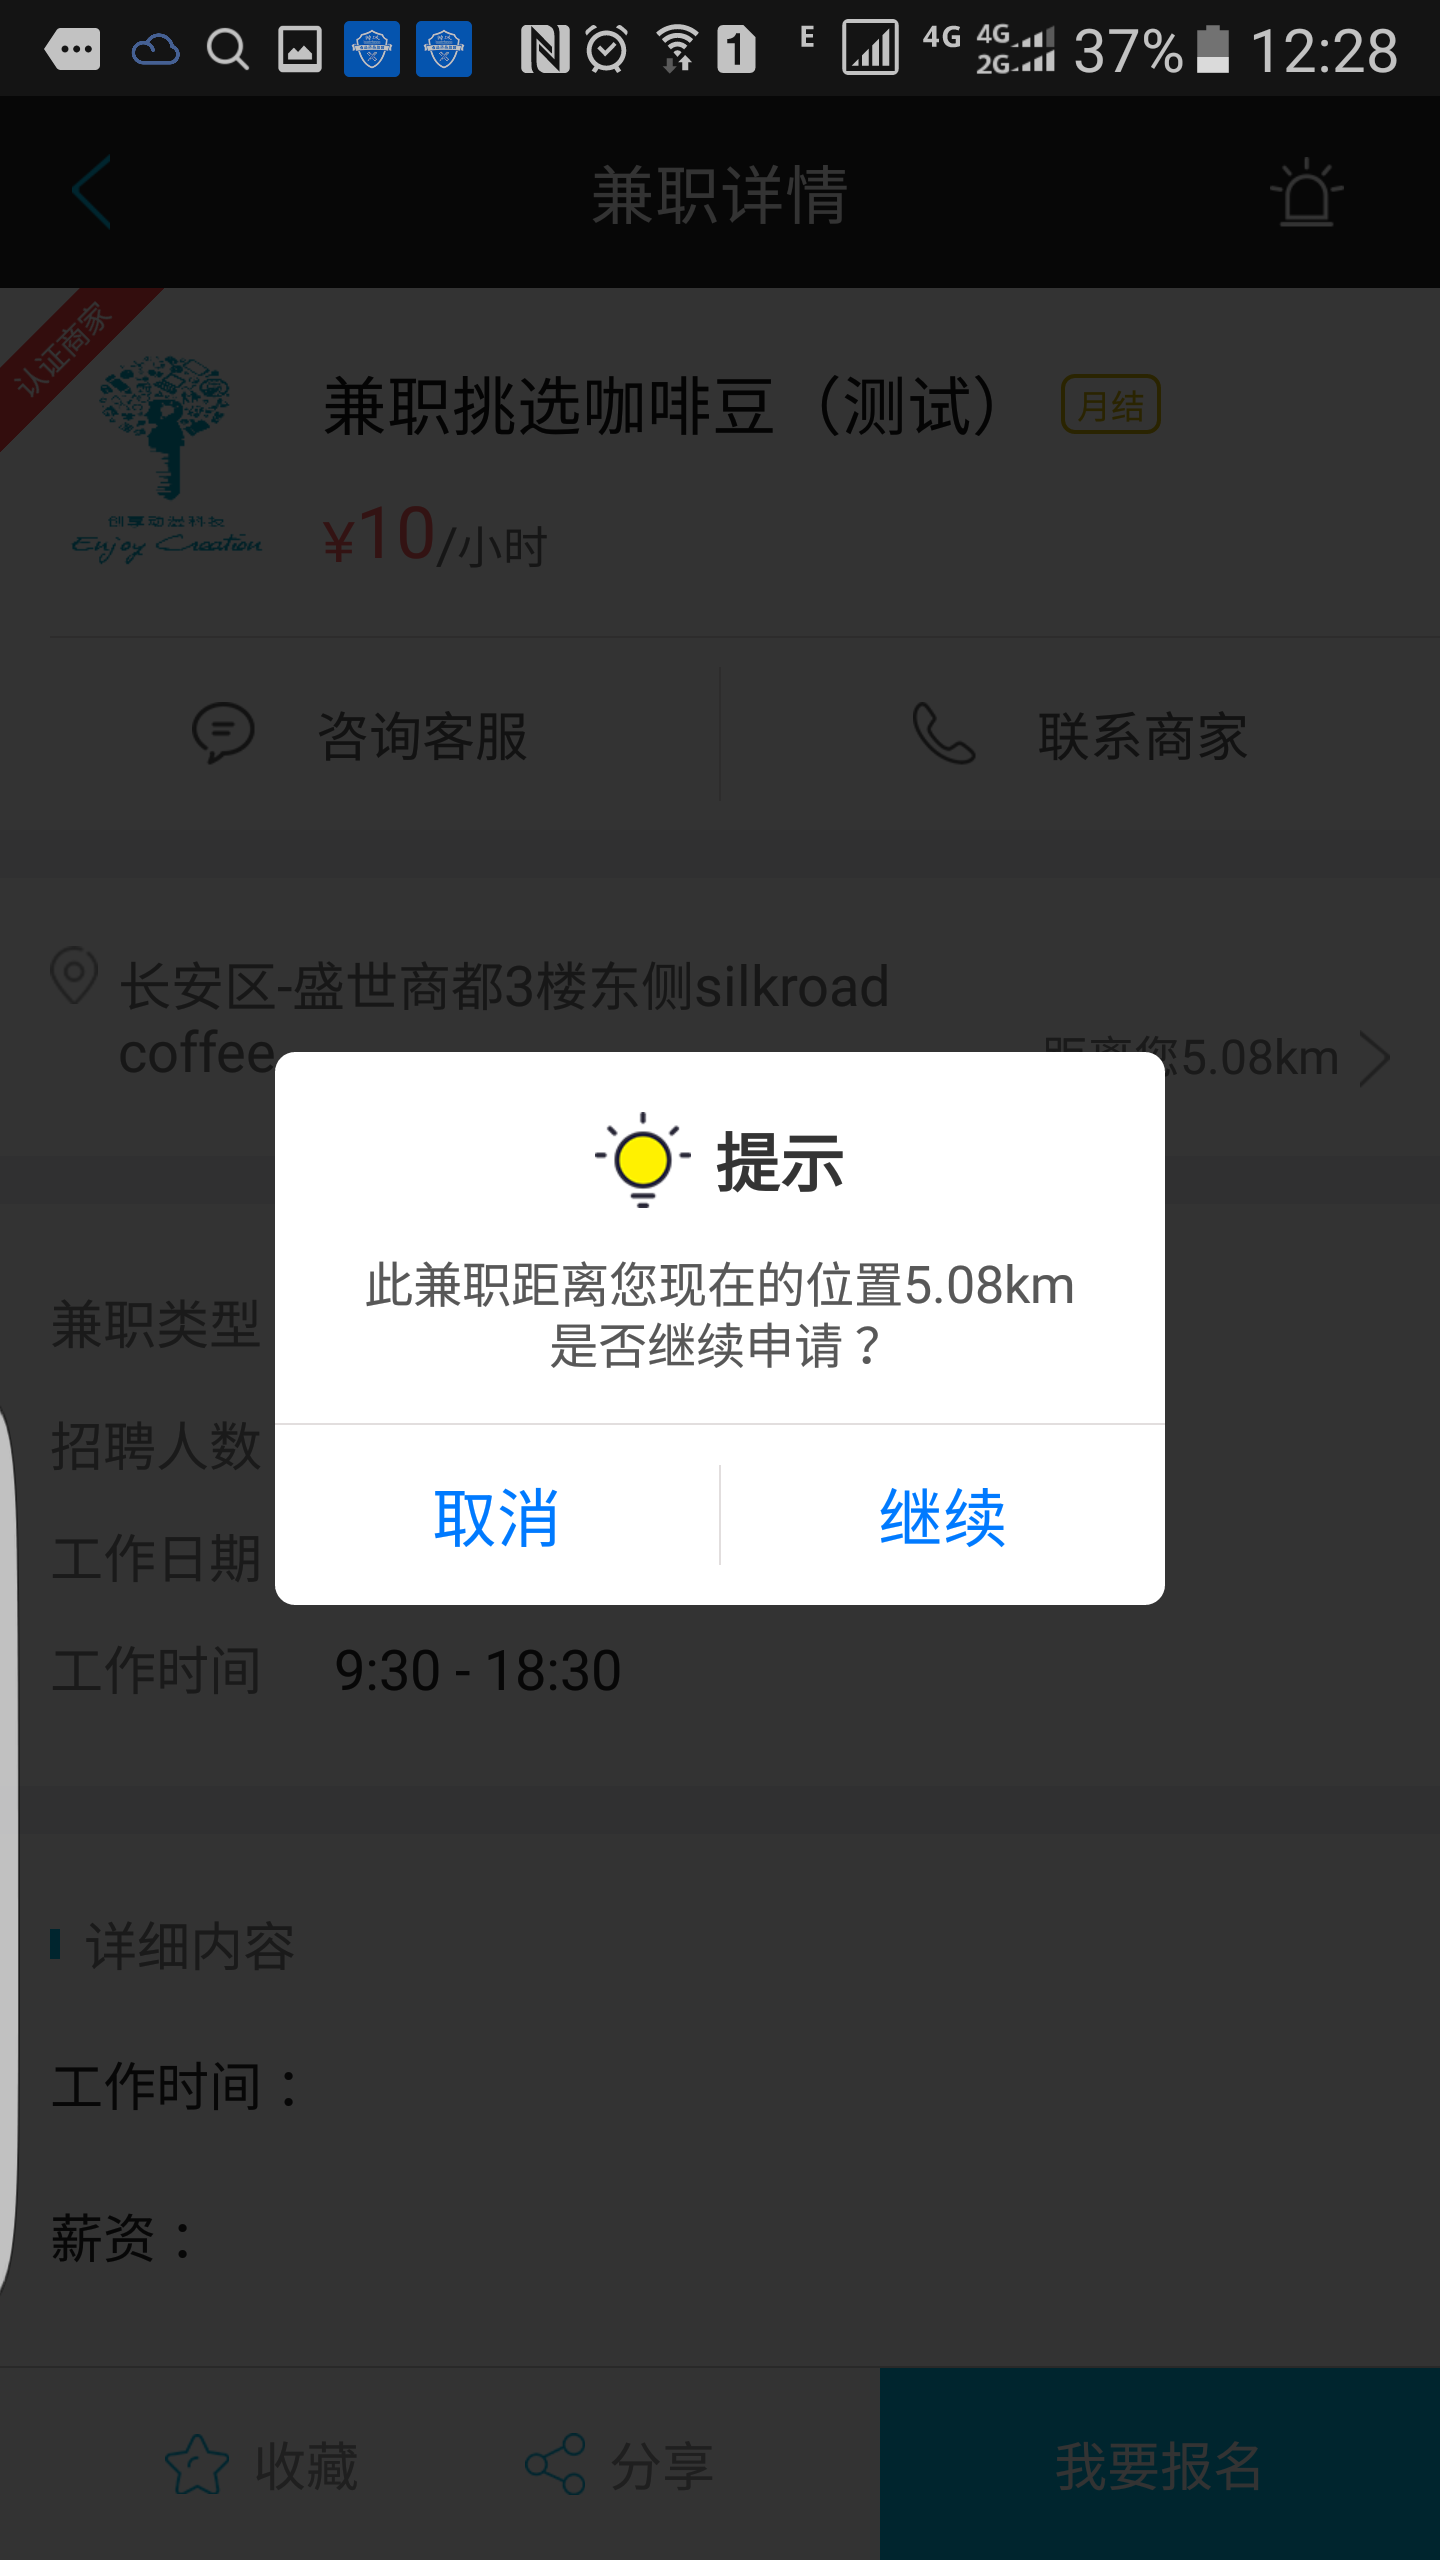 E
4G
4G
2G
37%
12:28
兼职详情
认证商家
兼职挑选咖啡豆（测试）
月结
¥10/小时
Enjoy Creation
咨询客服
联系商家
长安区-盛世商都3楼东侧silkroad
coffee
距离您5.08km
提示
此兼职距离您现在的位置5.08km
是否继续申请？
取消
继续
兼职类型
招聘人数
工作日期
工作时间
9:30 - 18:30
详细内容
工作时间：
薪资：
收藏
分享
我要报名